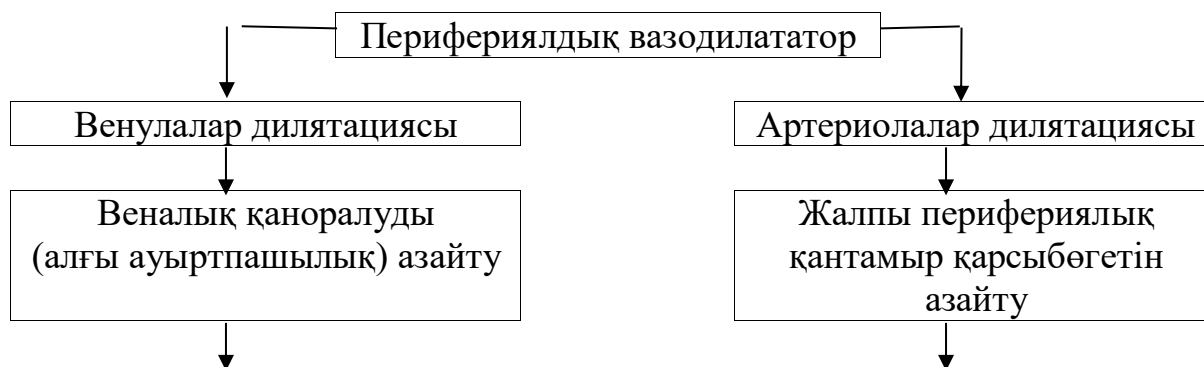 Перифериялдық вазодилататор
Венулалар дилятациясы
Артериолалар дилятациясы
Веналық қаноралуды
(алғы ауыртпашылық) азайту
Жалпы перифериялық
қантамыр қарсыбөгетін
азайту